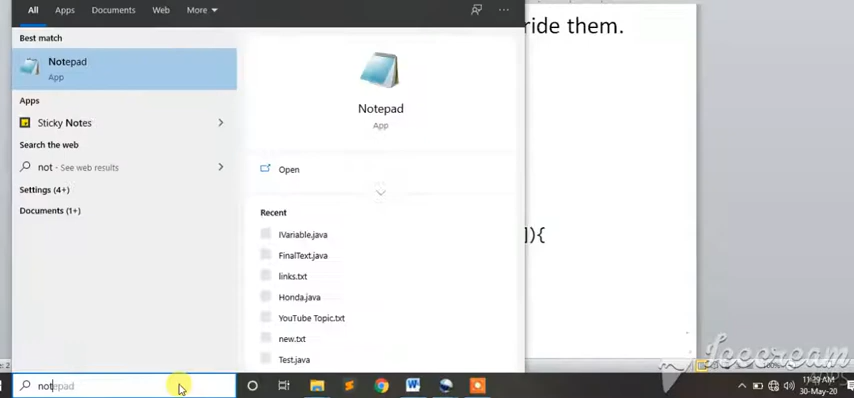 All Apps Documents Web More
Best match
Notepad
App
Apps
Sticky Notes
Search the web
not - See web results
Settings (4+)
Documents (1+)
Notepad
App
Open
Recent
IVariable.java
FinalText.java
links.txt
Honda.java
YouTube Topic.txt
new.txt
Test.java
ride them.
]){
Icecream
notepad
11:29 AM
30-May-20